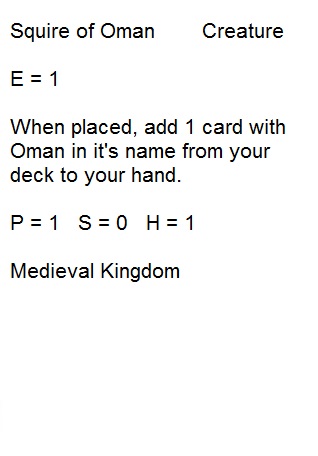 Squire of Oman Creature
E = 1
When placed, add 1 card with
Oman in it's name from your
deck to your hand.
P = 1 S = 0 H = 1
Medieval Kingdom